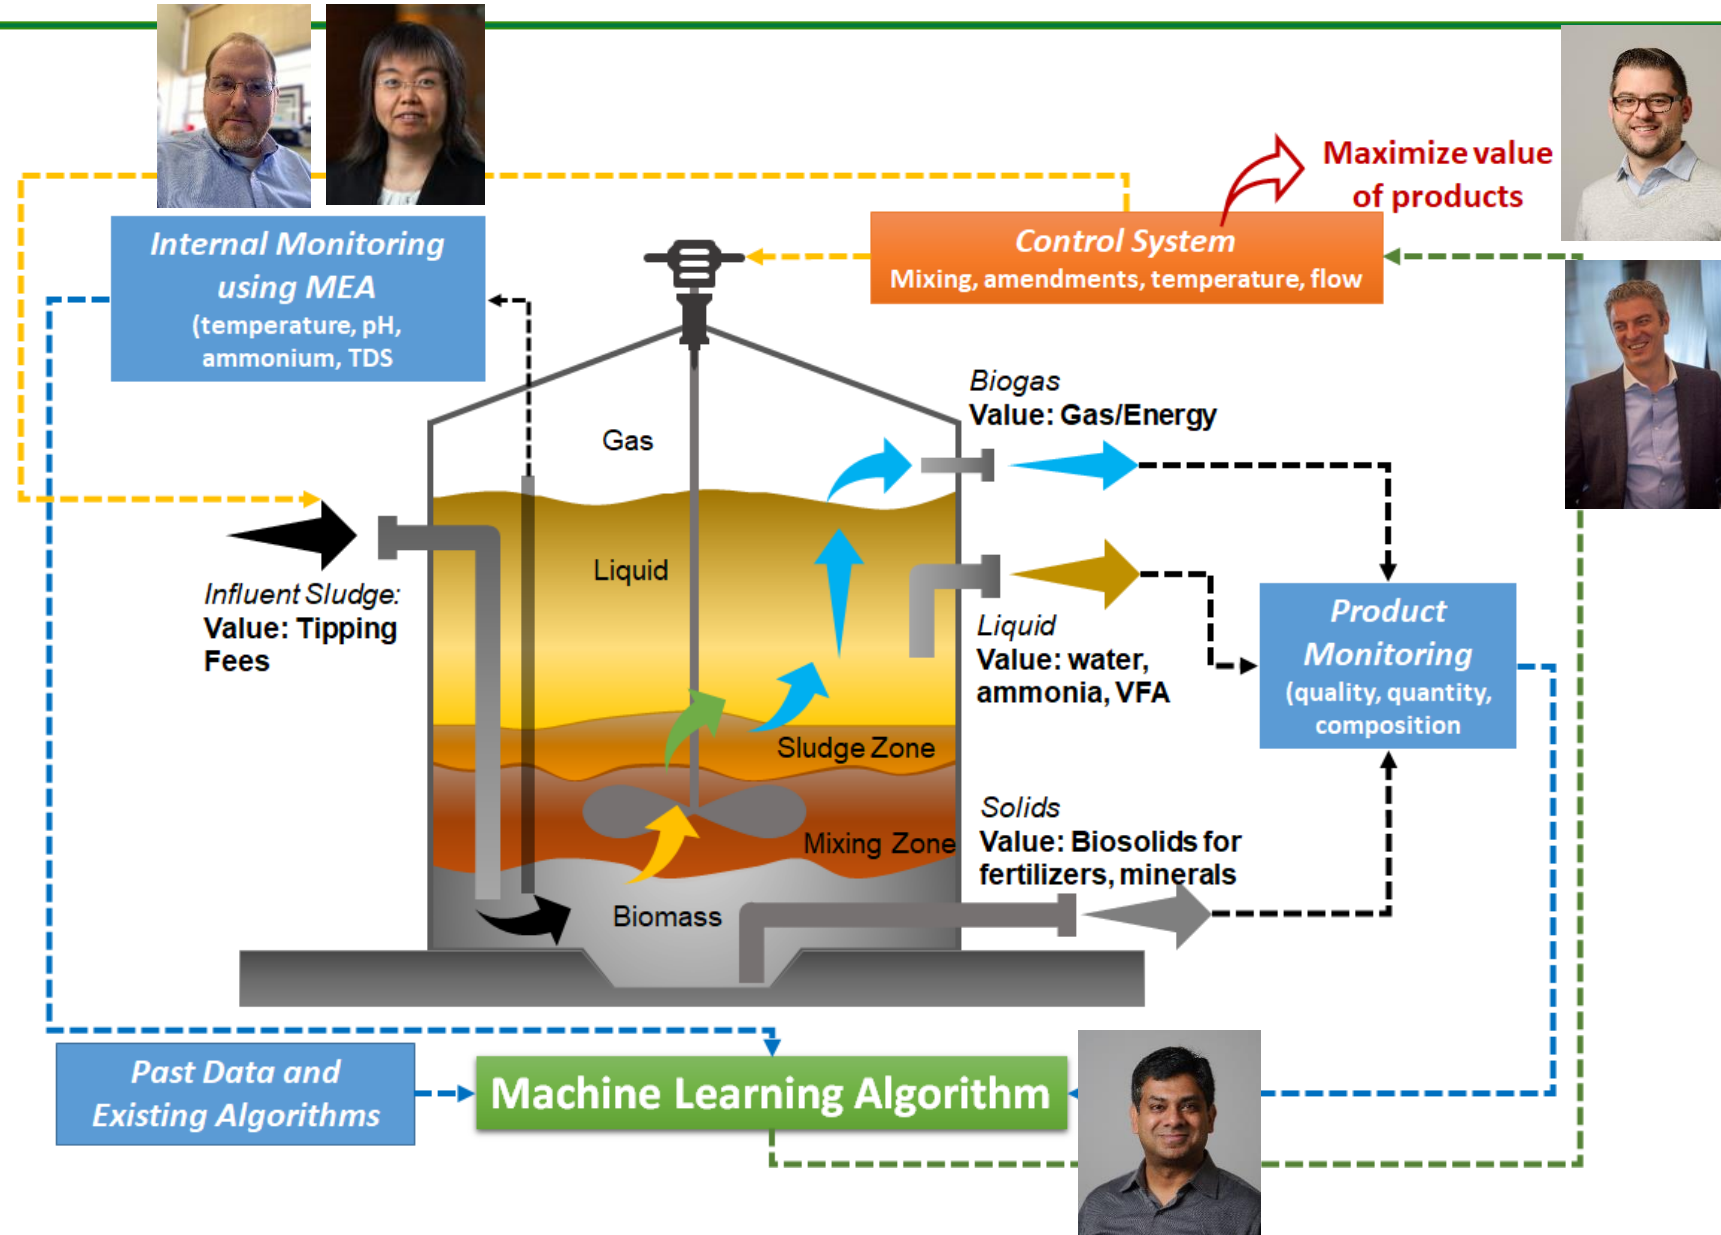 Maximize value
of products
Internal Monitoring
using MEA
(temperature, pH,
ammonium, TDS
Control System
Mixing, amendments, temperature, flow
Biogas
Value: Gas/Energy
Gas
Liquid
Influent Sludge:
Value: Tipping
Fees
Liquid
Value: water,
ammonia, VFA
Product
Monitoring
(quality, quantity,
composition
Sludge Zone
Mixing Zone
Solids
Value: Biosolids for
fertilizers, minerals
Biomass
Past Data and
Existing Algorithms
Machine Learning Algorithm